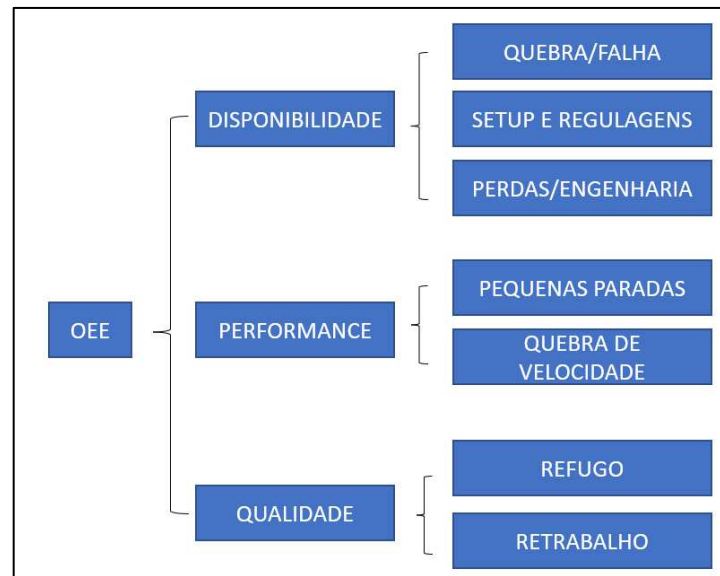 OEE
DISPONIBILIDADE
QUEBRA/FALHA
SETUP E REGULAGENS
PERDAS/ENGENHARIA
PERFORMANCE
PEQUENAS PARADAS
QUEBRA DE
VELOCIDADE
QUALIDADE
REFUGO
RETRABALHO